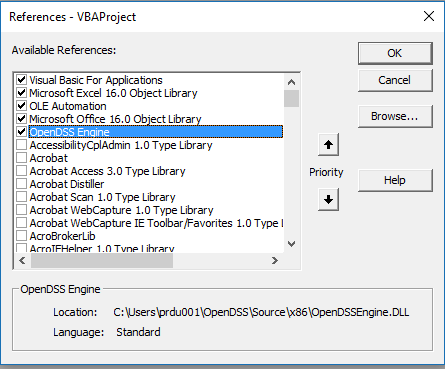 References - VBAProject
Available References:
Visual Basic For Applications
Microsoft Excel 16.0 Object Library
OLE Automation
Microsoft Office 16.0 Object Library
OpenDSS Engine
AccessibilityCplAdmin 1.0 Type Library
Acrobat
Acrobat Access 3.0 Type Library
Acrobat Distiller
Acrobat Scan 1.0 Type Library
Acrobat WebCapture 1.0 Type Library
Acrobat WebCapture IE Toolbar/Favorites 1.0 Type
AcroBrokerLib
AcroIEHelper 1.0 Type Library
OK
Cancel
Browse...
Priority
Help
OpenDSS Engine
Location: C:\Users\prdu001\OpenDSS\Source\x86\OpenDSSEngine.DLL
Language: Standard